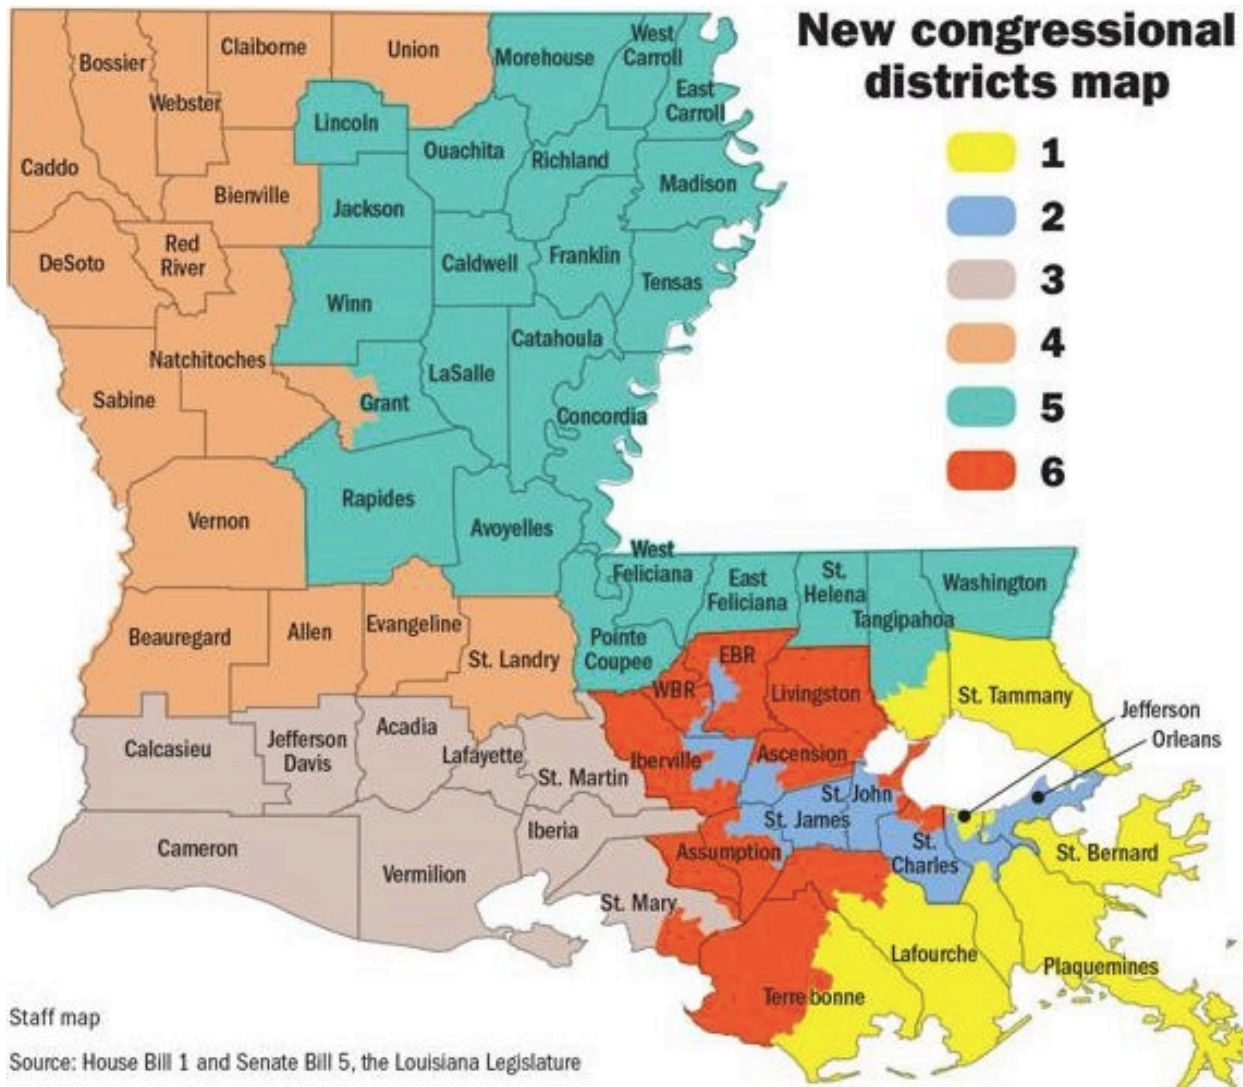 New congressional
districts map
1
2
3
4
5
6
Bossier
Claiborne
Union
Morehouse
West
Carroll
East
Carroll
Webster
Lincoln
Caddo
Ouachita
Richland
Madison
Bienville
Jackson
DeSoto
Red
River
Caldwell
Franklin
Tensas
Winn
Natchitoches
Catahoula
LaSalle
Sabine
Grant
Concordia
Rapides
Vernon
Avoyelles
West
Feliciana
East
Feliciana
St.
Helena
Tangipahoa
Washington
Beauregard
Allen
Evangeline
St. Landry
Pointe
Coupee
EBR
WBR
Livingston
St. Tammany
Jefferson
Orleans
Calcasieu
Jefferson
Davis
Acadia
Lafayette
St. Martin
Iberville
Ascension
St. John
St. James
Iberia
Cameron
Vermilion
Assumption
St.
Charles
St. Bernard
St. Mary
Lafourche
Plaquemines
Terrebonne
Staff map
Source: House Bill 1 and Senate Bill 5, the Louisiana Legislature